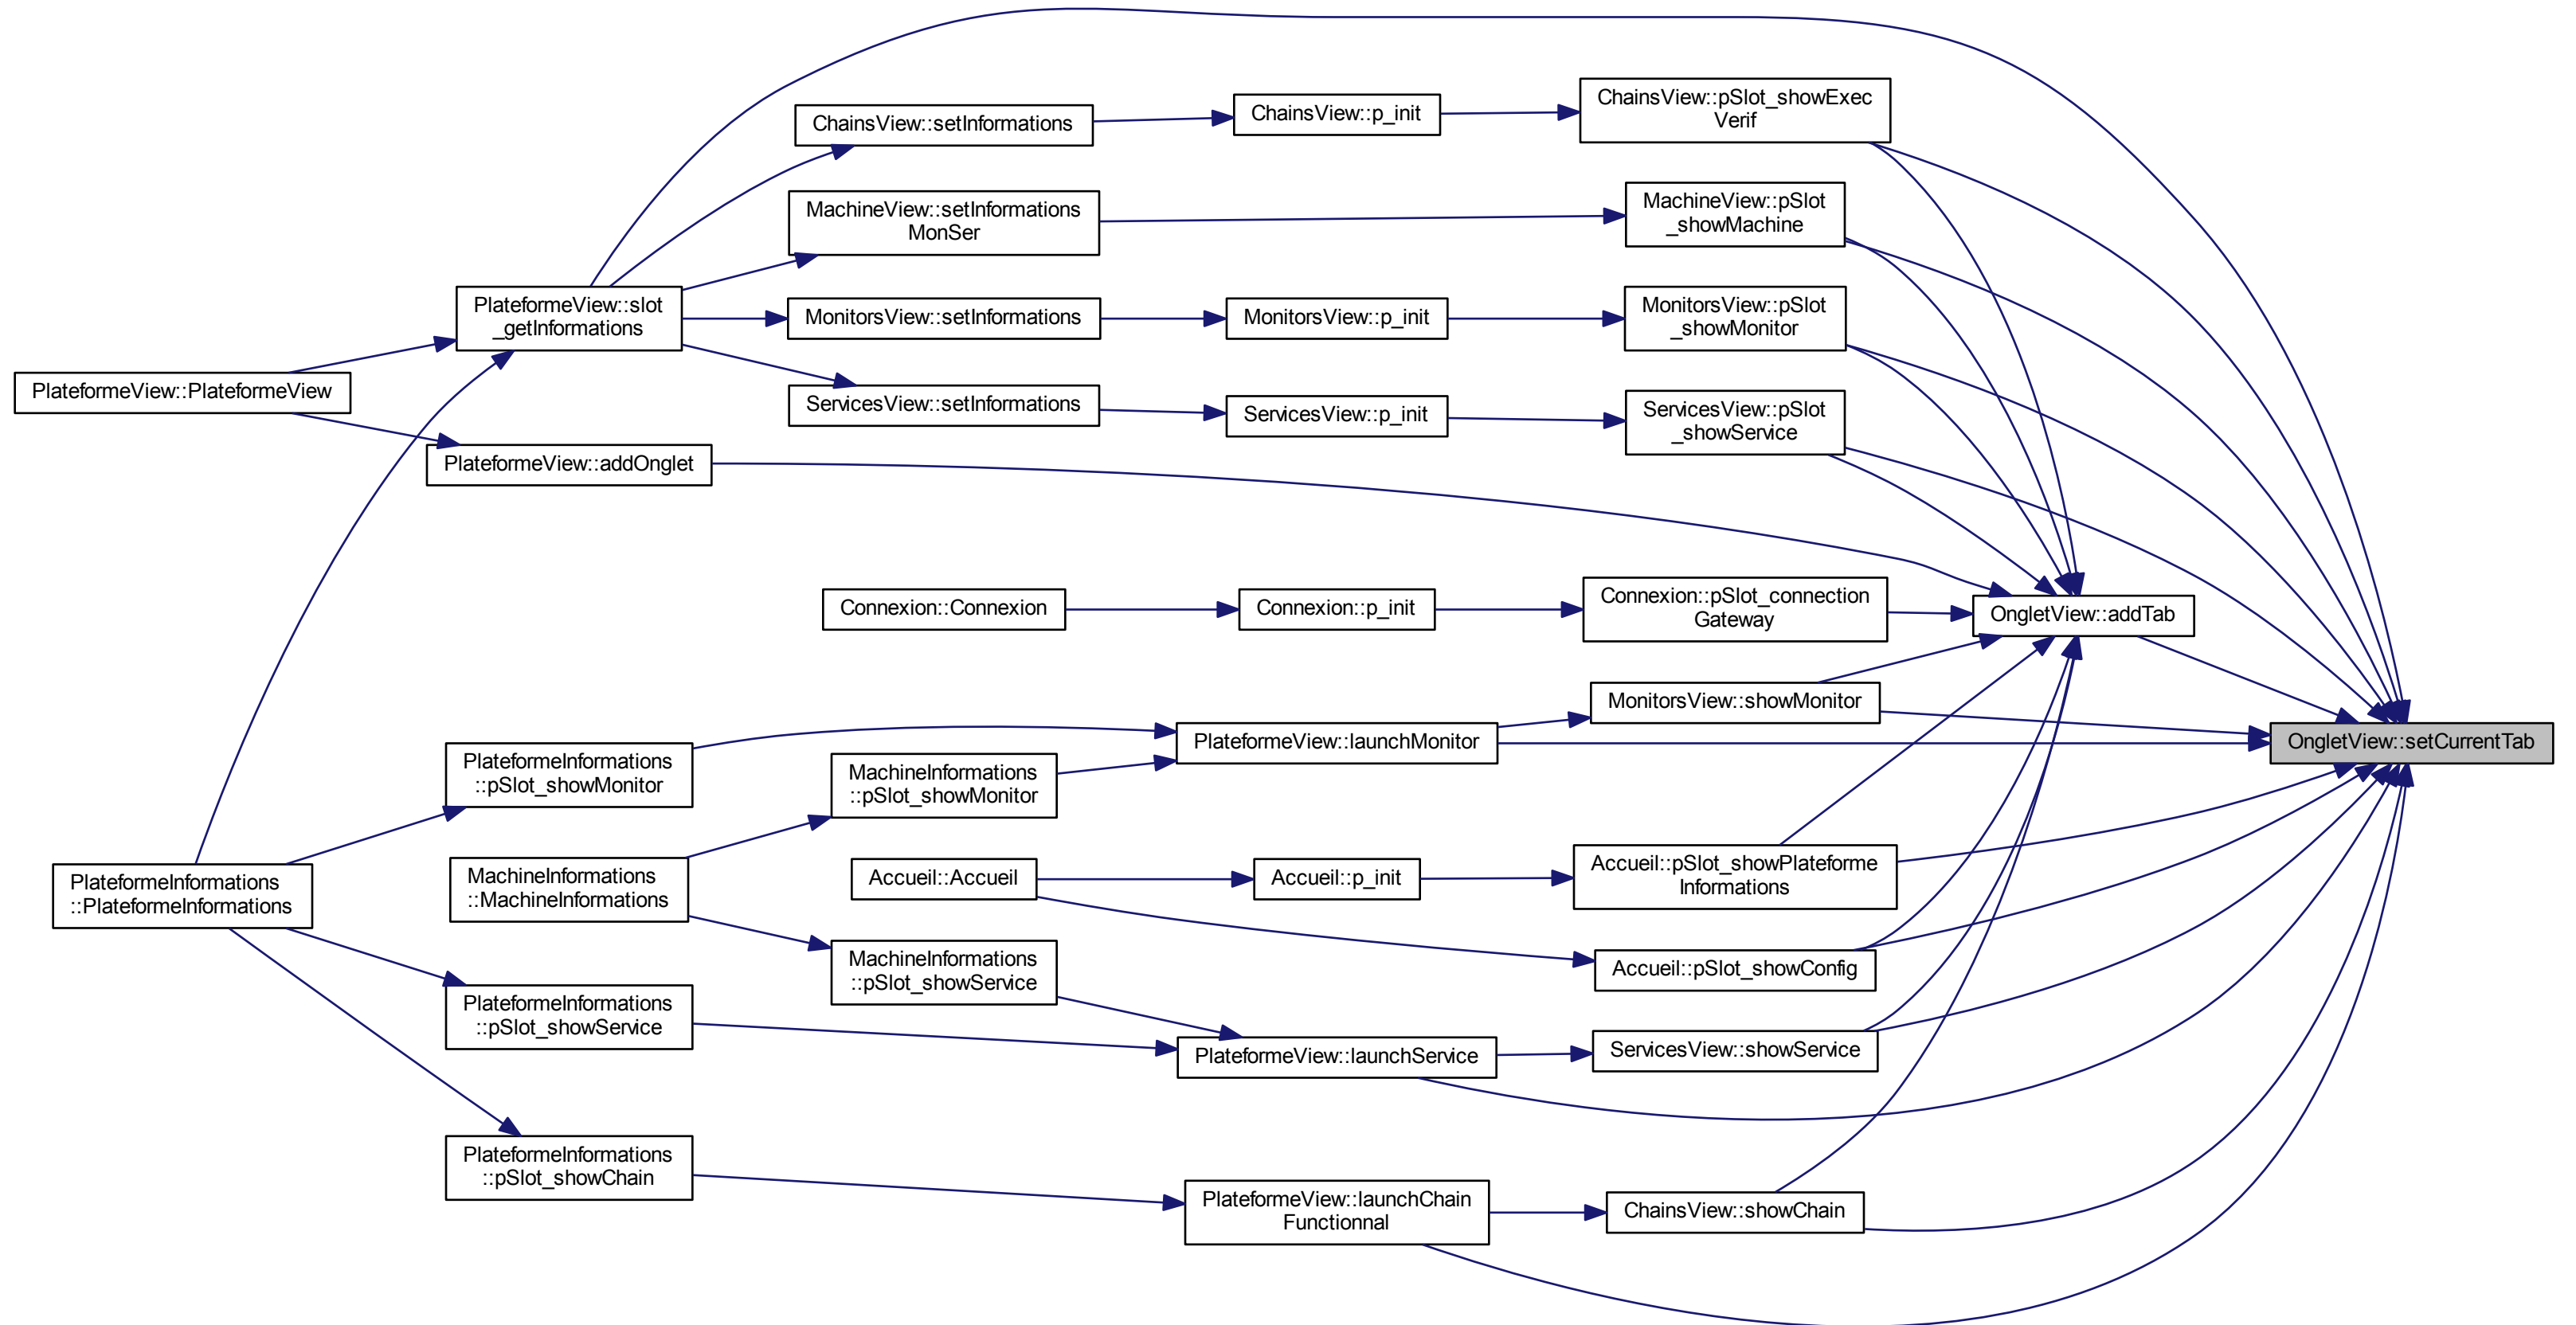 ChainsView::pSlot_showExec
Verif
ChainsView::p_init
ChainsView::setInformations
MachineView::pSlot
_showMachine
MachineView::setInformations
MonSer
PlateformeView::slot
_getInformations
MonitorsView::setInformations
MonitorsView::p_init
MonitorsView::pSlot
_showMonitor
PlateformeView::PlateformeView
ServicesView::setInformations
ServicesView::p_init
ServicesView::pSlot
_showService
PlateformeView::addOnglet
Connexion::Connexion
Connexion::p_init
Connexion::pSlot_connection
Gateway
OngletView::addTab
MonitorsView::showMonitor
PlateformeView::launchMonitor
OngletView::setCurrentTab
PlateformeInformations
::pSlot_showMonitor
MachineInformations
::pSlot_showMonitor
PlateformeInformations
::PlateformeInformations
MachineInformations
::MachineInformations
Accueil::Accueil
Accueil::p_init
Accueil::pSlot_showPlateforme
Informations
MachineInformations
::pSlot_showService
Accueil::pSlot_showConfig
PlateformeInformations
::pSlot_showService
PlateformeView::launchService
ServicesView::showService
PlateformeInformations
::pSlot_showChain
PlateformeView::launchChain
Functionnal
ChainsView::showChain